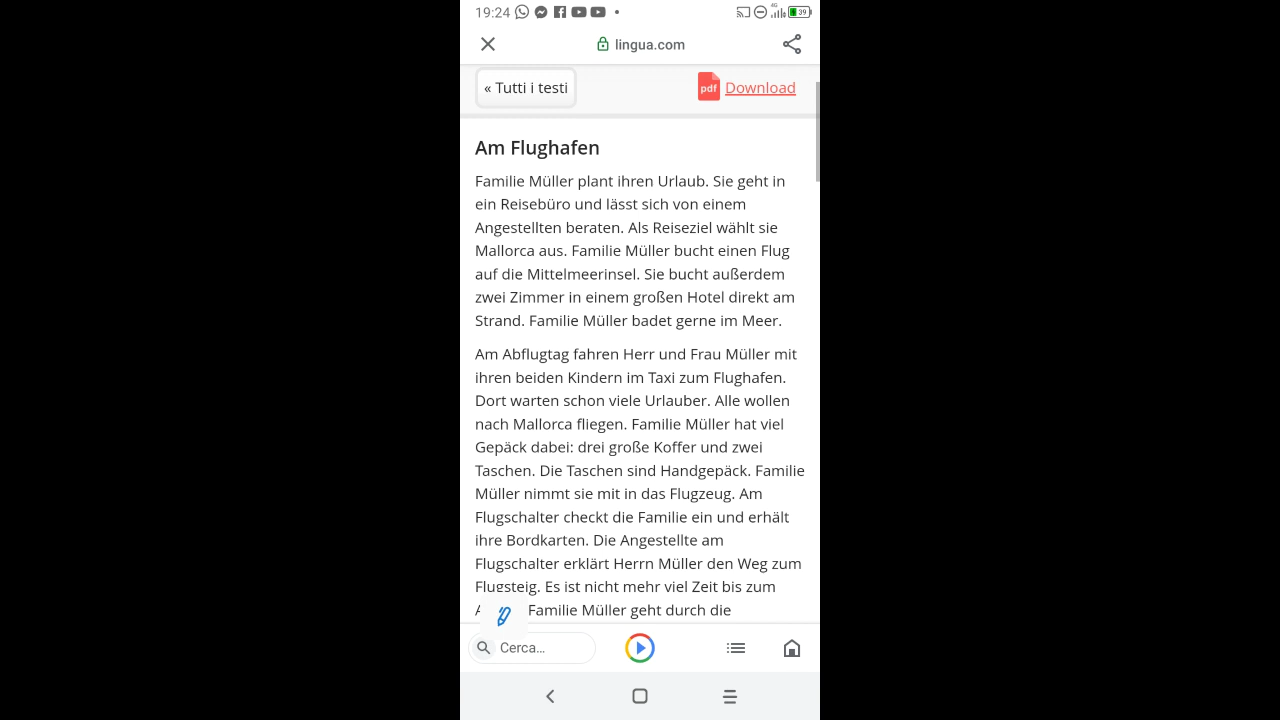 19:24
4G
39
lingua.com
« Tutti i testi
pdf Download
Am Flughafen
Familie Müller plant ihren Urlaub. Sie geht in
ein Reisebüro und lässt sich von einem
Angestellten beraten. Als Reiseziel wählt sie
Mallorca aus. Familie Müller bucht einen Flug
auf die Mittelmeerinsel. Sie bucht außerdem
zwei Zimmer in einem großen Hotel direkt am
Strand. Familie Müller badet gerne im Meer.
Am Abflugtag fahren Herr und Frau Müller mit
ihren beiden Kindern im Taxi zum Flughafen.
Dort warten schon viele Urlauber. Alle wollen
nach Mallorca fliegen. Familie Müller hat viel
Gepäck dabei: drei große Koffer und zwei
Taschen. Die Taschen sind Handgepäck. Familie
Müller nimmt sie mit in das Flugzeug. Am
Flugschalter checkt die Familie ein und erhält
ihre Bordkarten. Die Angestellte am
Flugschalter erklärt Herrn Müller den Weg zum
Flugsteig. Es ist nicht mehr viel Zeit bis zum
Familie Müller geht durch die
Cerca...